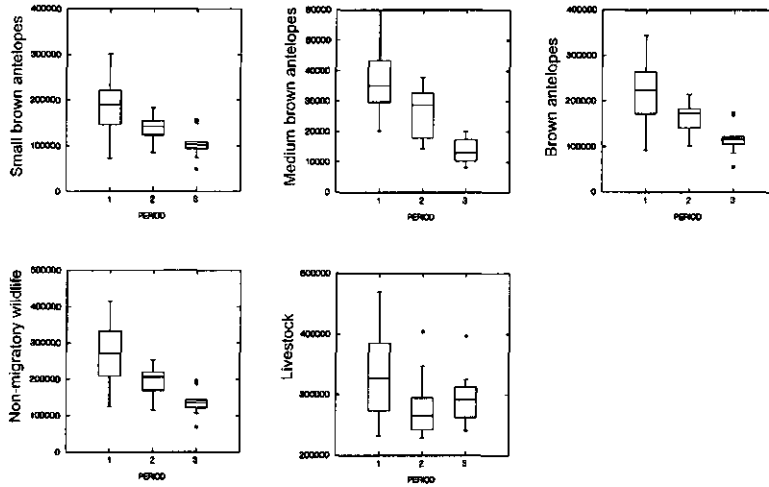 Small brown antelopes
400000
300000
200000
100000
0
1 2 3
PERIOD
Medium brown antelopes
60000
50000
40000
30000
20000
10000
0
1 2 3
PERIOD
Brown antelopes
400000
300000
200000
100000
0
1 2 3
PERIOD
Non-migratory wildlife
500000
400000
300000
200000
100000
0
1 2 3
PERIOD
Livestock
500000
400000
300000
200000
1 2 3
PERIOD